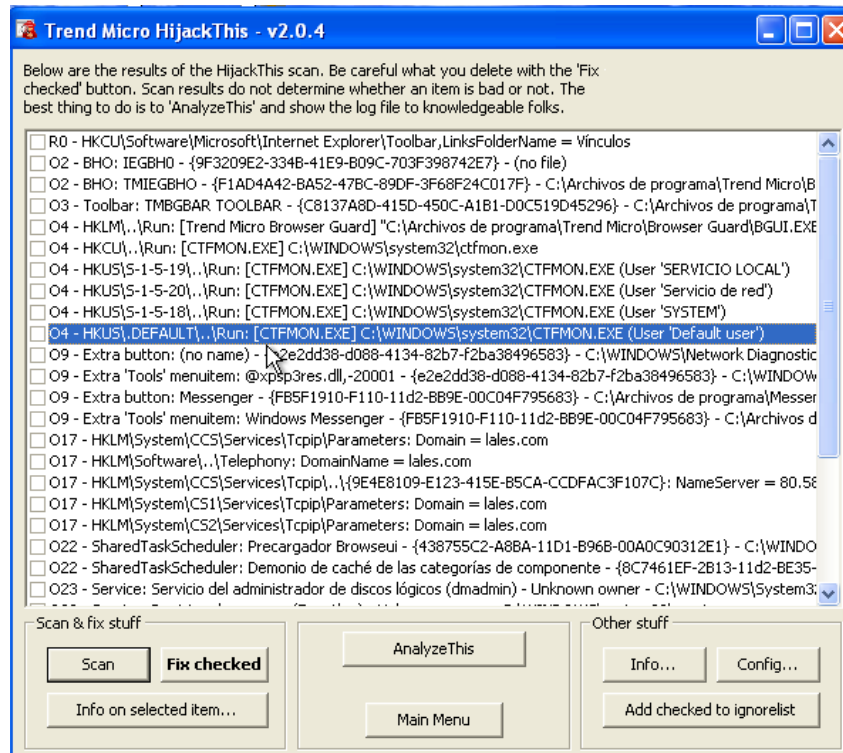 Trend Micro HijackThis - v2.0.4
Below are the results of the HijackThis scan. Be careful what you delete with the 'Fix
checked' button. Scan results do not determine whether an item is bad or not. The
best thing to do is to 'AnalyzeThis' and show the log file to knowledgeable folks.
R0 - HKCU\Software\Microsoft\Internet Explorer\Toolbar,LinksFolderName = Vínculos
O2 - BHO: IEGBHO - {9F3209E2-334B-41E9-B09C-703F398742E7} - (no file)
O2 - BHO: TMIEGBHO - {F1AD4A42-BA52-47BC-89DF-3F68F24C017F} - C:\Archivos de programa\Trend Micro\B
O3 - Toolbar: TMBGBAR TOOLBAR - {C8137A8D-415D-450C-A1B1-D0C519D45296} - C:\Archivos de programa\T
O4 - HKLM\..\Run: [Trend Micro Browser Guard] "C:\Archivos de programa\Trend Micro\Browser Guard\BGUI.EXE
O4 - HKCU\..\Run: [CTFMON.EXE] C:\WINDOWS\system32\ctfmon.exe
O4 - HKUS\S-1-5-19\..\Run: [CTFMON.EXE] C:\WINDOWS\system32\CTFMON.EXE (User 'SERVICIO LOCAL')
O4 - HKUS\S-1-5-20\..\Run: [CTFMON.EXE] C:\WINDOWS\system32\CTFMON.EXE (User 'Servicio de red')
O4 - HKUS\S-1-5-18\..\Run: [CTFMON.EXE] C:\WINDOWS\system32\CTFMON.EXE (User 'SYSTEM')
O4 - HKUS\.DEFAULT\..\Run: [CTFMON.EXE] C:\WINDOWS\system32\CTFMON.EXE (User 'Default user')
O9 - Extra button: (no name) - {e2e2dd38-d088-4134-82b7-f2ba38496583} - C:\WINDOWS\Network Diagnostic
O9 - Extra 'Tools' menuitem: @xpsp3res.dll,-20001 - {e2e2dd38-d088-4134-82b7-f2ba38496583} - C:\WINDOW
O9 - Extra button: Messenger - {FB5F1910-F110-11d2-BB9E-00C04F795683} - C:\Archivos de programa\Messen
O9 - Extra 'Tools' menuitem: Windows Messenger - {FB5F1910-F110-11d2-BB9E-00C04F795683} - C:\Archivos d
O17 - HKLM\System\CCS\Services\Tcpip\Parameters: Domain = lales.com
O17 - HKLM\Software\..\Telephony: DomainName = lales.com
O17 - HKLM\System\CCS\Services\Tcpip\..\{9E4E8109-E123-415E-B5CA-CCDFAC3F107C}: NameServer = 80.58
O17 - HKLM\System\CS1\Services\Tcpip\Parameters: Domain = lales.com
O17 - HKLM\System\CS2\Services\Tcpip\Parameters: Domain = lales.com
O22 - SharedTaskScheduler: Precargador Browseui - {438755C2-A8BA-11D1-B96B-00A0C90312E1} - C:\WINDO
O22 - SharedTaskScheduler: Demonio de caché de las categorías de componente - {8C7461EF-2B13-11d2-BE35-
O23 - Service: Servicio del administrador de discos lógicos (dmadmin) - Unknown owner - C:\WINDOWS\System3
Scan & fix stuff
Scan
Fix checked
Info on selected item...
AnalyzeThis
Main Menu
Other stuff
Info...
Config...
Add checked to ignorelist